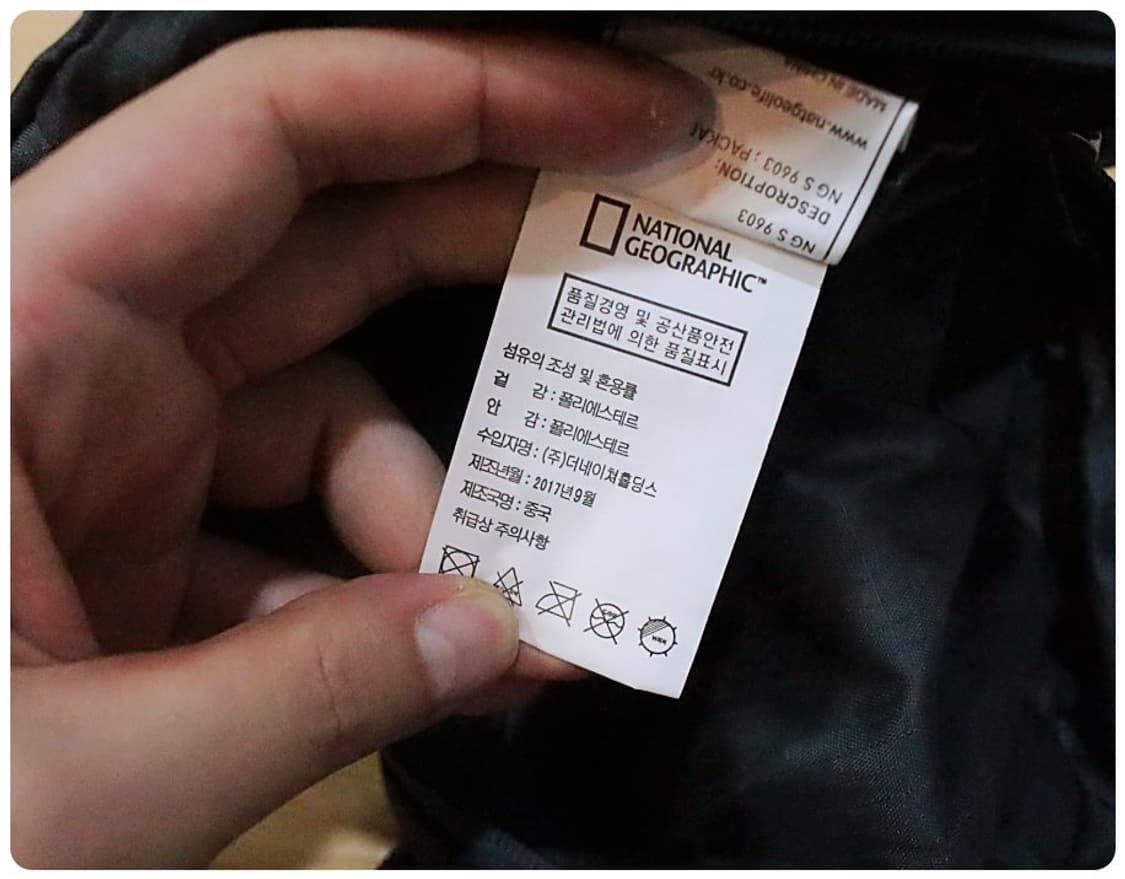 NATIONAL
GEOGRAPHIC™
품질경영 및 공산품안전
관리법에 의한 품질표시
섬유의 조성 및 혼용률
겉 감 : 폴리에스테르
안 감 : 폴리에스테르
수입자명 : (주)더네이쳐홀딩스
제조년월 : 2017년9월
제조국명 : 중국
취급상 주의사항
NG S 9603
DESCROPTION:
NG S 9603 ;
www.natgeolife.co.kr
MADE IN